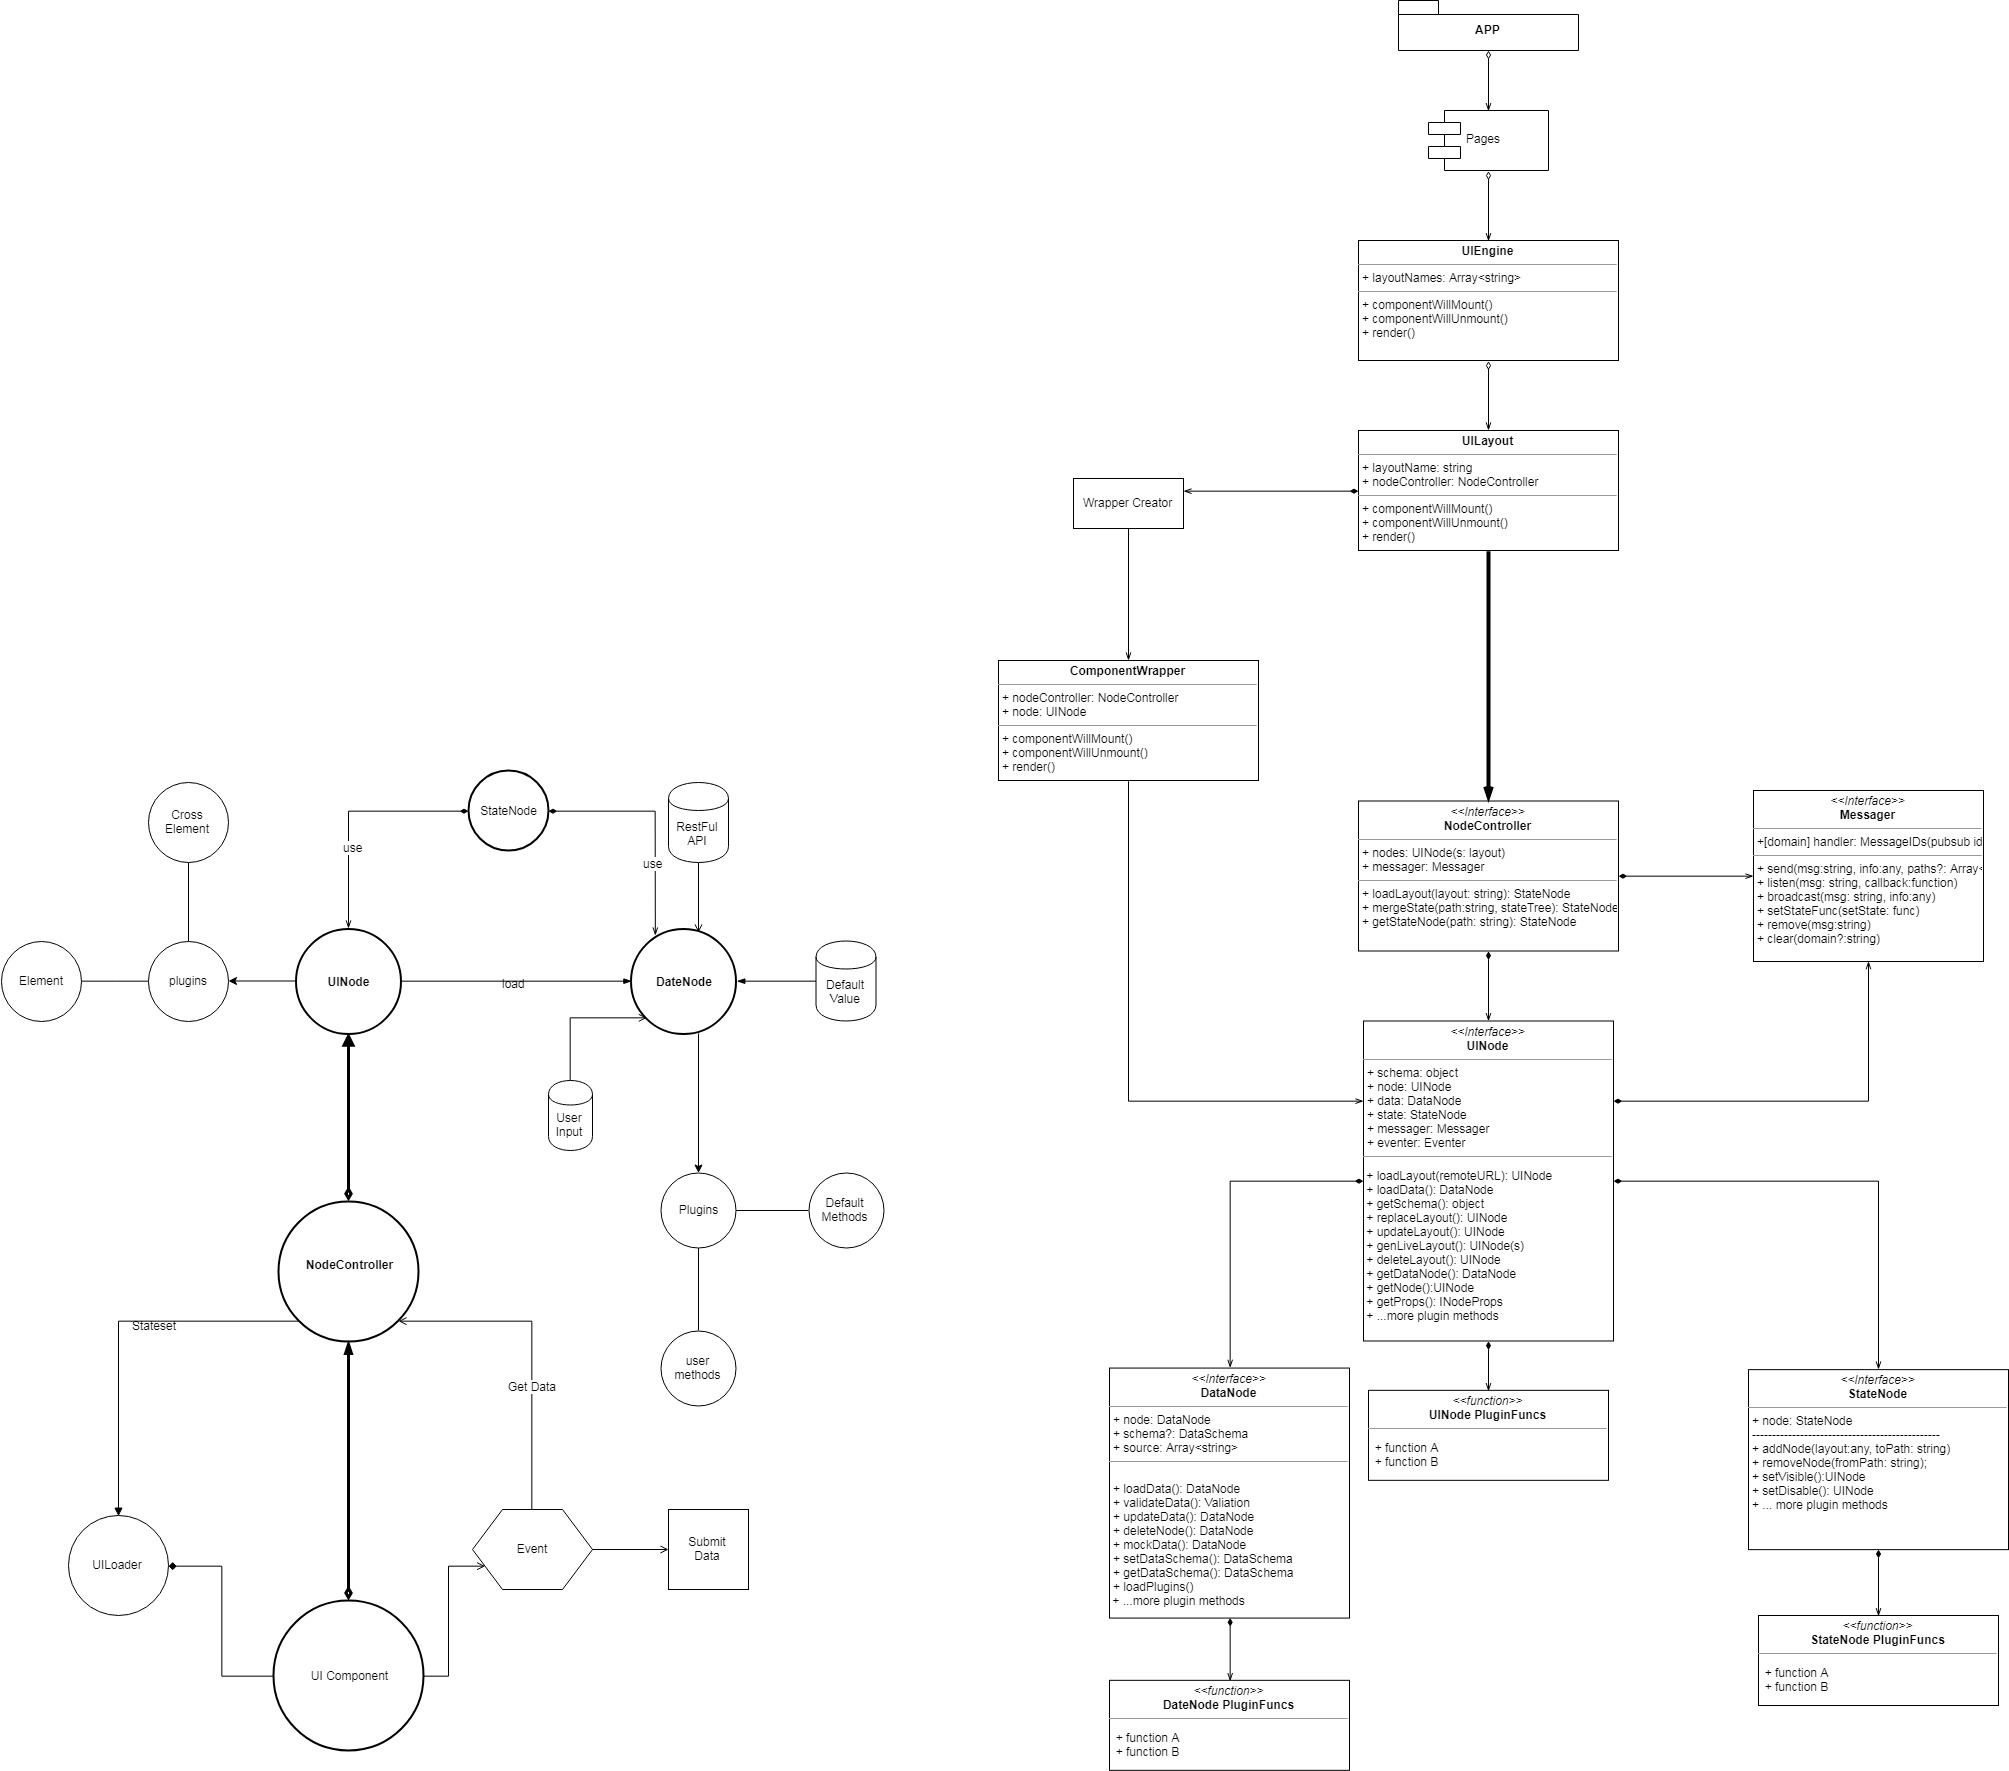 APP
Pages
UIEngine
+ layoutNames: Array<string>
+ componentWillMount()
+ componentWillUnmount()
+ render()
UILayout
+ layoutName: string
+ nodeController: NodeController
+ componentWillMount()
+ componentWillUnmount()
+ render()
Wrapper Creator
ComponentWrapper
+ nodeController: NodeController
+ node: UINode
+ componentWillMount()
+ componentWillUnmount()
+ render()
<<Interface>>
NodeController
+ nodes: UINode(s: layout)
+ messager: Messager
+ loadLayout(layout: string): StateNode
+ mergeState(path:string, stateTree): StateNode
+ getStateNode(path: string): StateNode
<<Interface>>
Messager
+[domain] handler: MessageIDs(pubsub id
+ send(msg:string, info:any, paths?: Array<
+ listen(msg: string, callback:function)
+ broadcast(msg: string, info:any)
+ setStateFunc(setState: func)
+ remove(msg:string)
+ clear(domain?:string)
<<Interface>>
UINode
+ schema: object
+ node: UINode
+ data: DataNode
+ state: StateNode
+ messager: Messager
+ eventer: Eventer
+ loadLayout(remoteURL): UINode
+ loadData(): DataNode
+ getSchema(): object
+ replaceLayout(): UINode
+ updateLayout(): UINode
+ genLiveLayout(): UINode(s)
+ deleteLayout(): UINode
+ getDataNode(): DataNode
+ getNode():UINode
+ getProps(): INodeProps
+ ...more plugin methods
<<Interface>>
DataNode
+ node: DataNode
+ schema?: DataSchema
+ source: Array<string>
+ loadData(): DataNode
+ validateData(): Valiation
+ updateData(): DataNode
+ deleteNode(): DataNode
+ mockData(): DataNode
+ setDataSchema(): DataSchema
+ getDataSchema(): DataSchema
+ loadPlugins()
+ ...more plugin methods
<<function>>
UINode PluginFuncs
+ function A
+ function B
<<Interface>>
StateNode
+ node: StateNode
-----------------------------------------------
+ addNode(layout:any, toPath: string)
+ removeNode(fromPath: string);
+ setVisible():UINode
+ setDisable(): UINode
+ ... more plugin methods
<<function>>
StateNode PluginFuncs
+ function A
+ function B
<<function>>
DateNode PluginFuncs
+ function A
+ function B
Cross
Element
StateNode
RestFul
API
use
use
Element
plugins
UINode
load
DateNode
Default
Value
User
Input
Plugins
Default
Methods
NodeController
Stateset
user
methods
Get Data
UILoader
Event
Submit
Data
UI Component